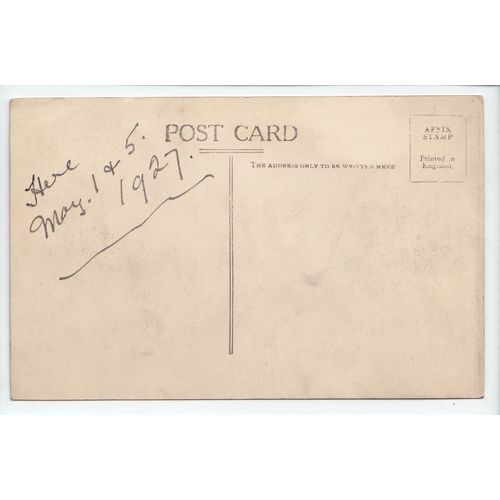 POST CARD
AFFIX
STAMP
Printed in
England.
THE ADDRESS ONLY TO BE WRITTEN HERE
Here
May. 1 & 5.
1927.